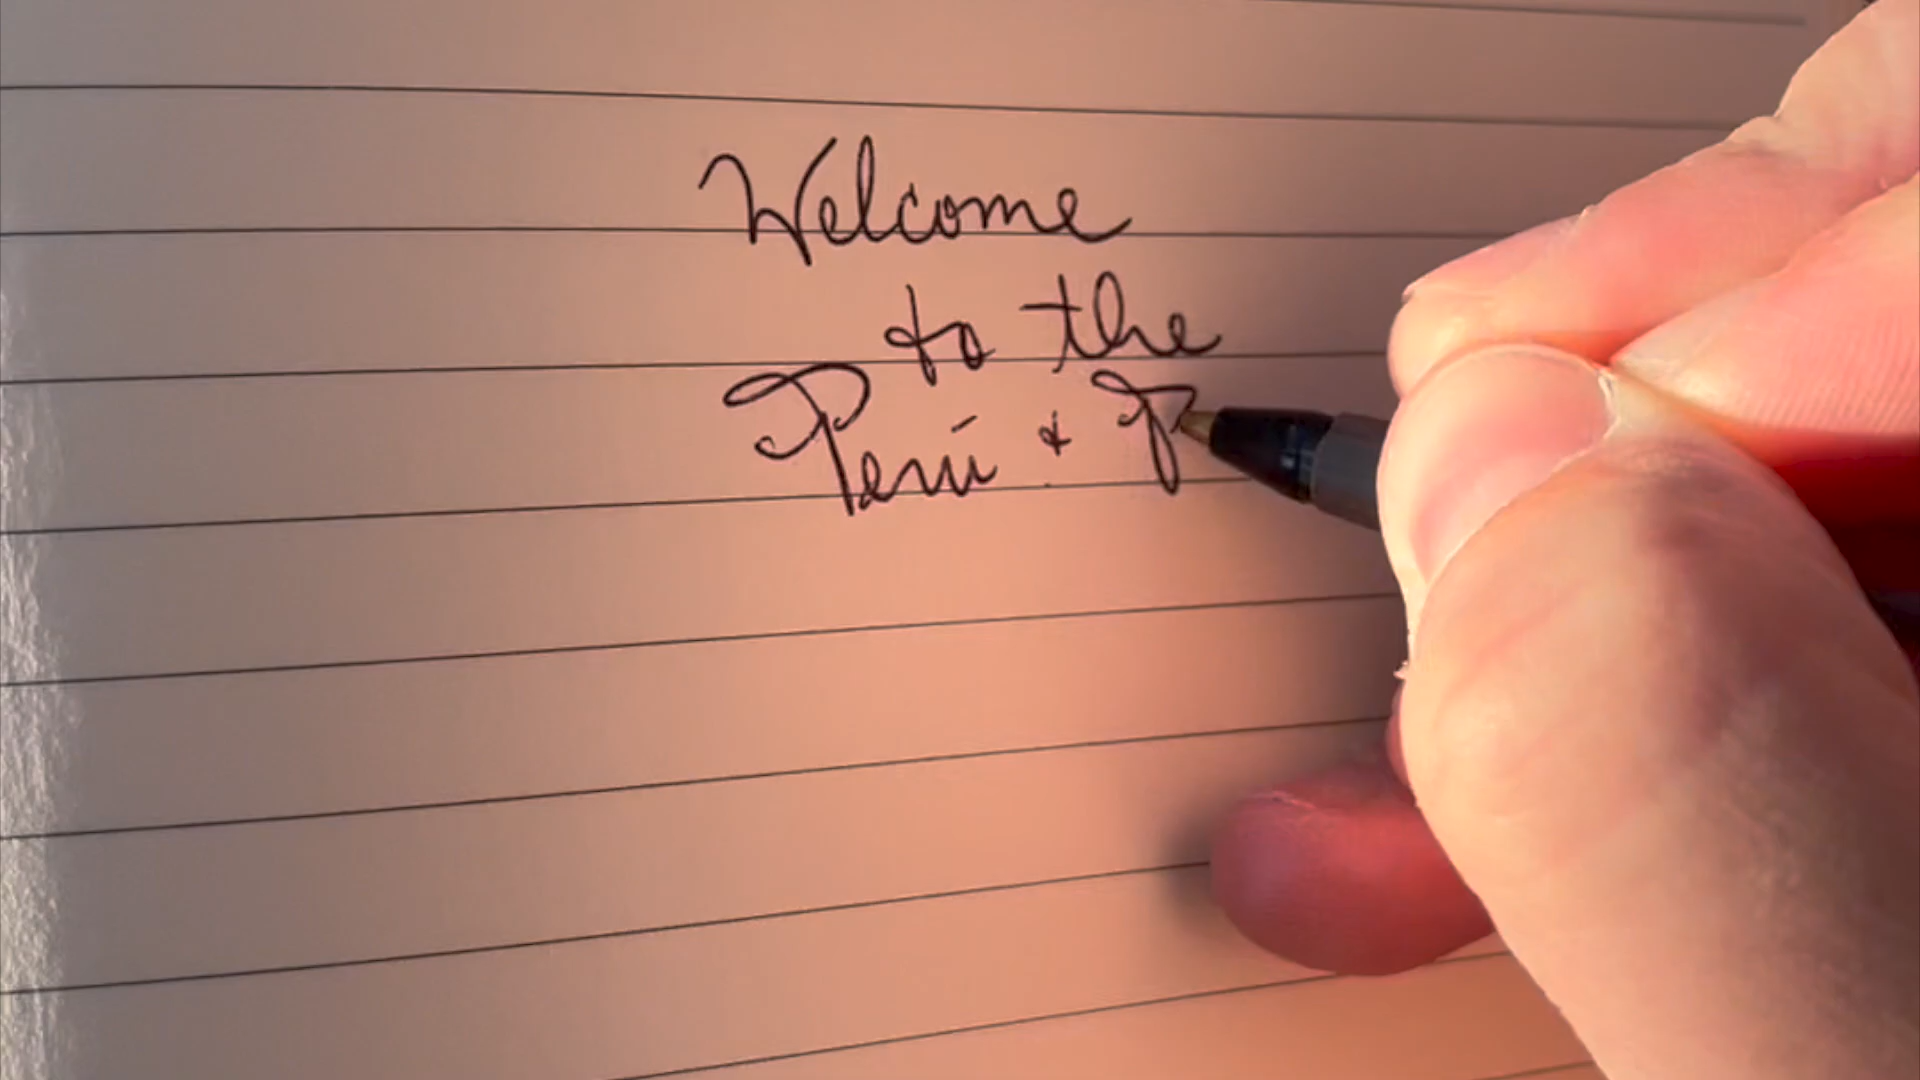 Welcome
to the
Perú +